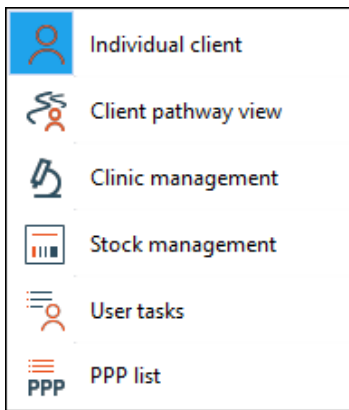 Individual client
Client pathway view
Clinic management
Stock management
User tasks
PPP PPP list